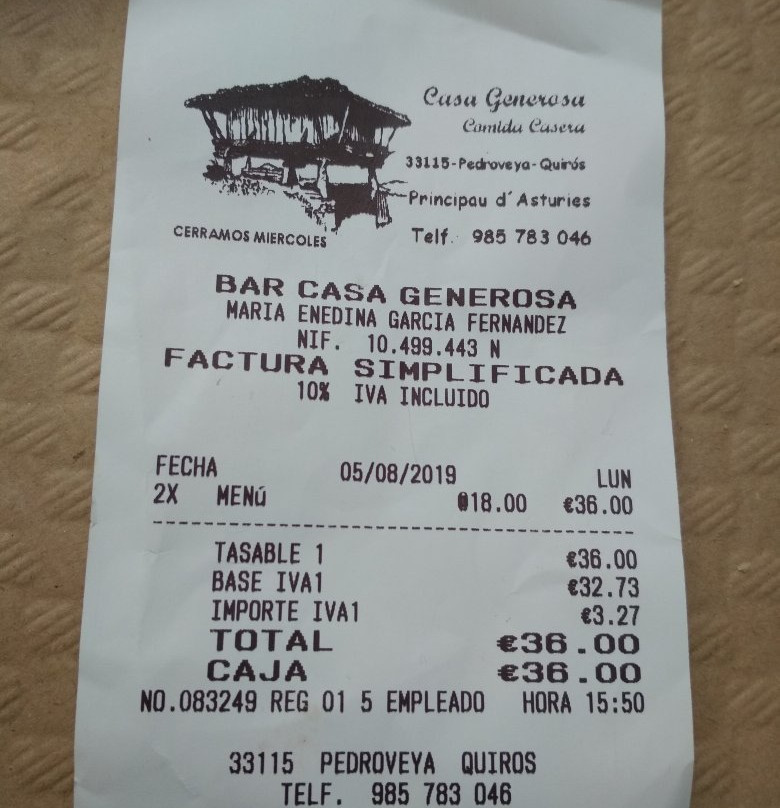 Casa Generosa
Comida Casera
33115-Pedroveya-Quirós
Principau d´Asturies
CERRAMOS MIERCOLES
Telf. 985 783 046
BAR CASA GENEROSA
MARIA ENEDINA GARCIA FERNANDEZ
NIF. 10.499.443 N
FACTURA SIMPLIFICADA
10% IVA INCLUIDO
FECHA 05/08/2019 LUN
2X MENú @18.00 €36.00
TASABLE 1 €36.00
BASE IVA1 €32.73
IMPORTE IVA1 €3.27
TOTAL €36.00
CAJA €36.00
NO.083249 REG 01 5 EMPLEADO HORA 15:50
33115 PEDROVEYA QUIROS
TELF. 985 783 046